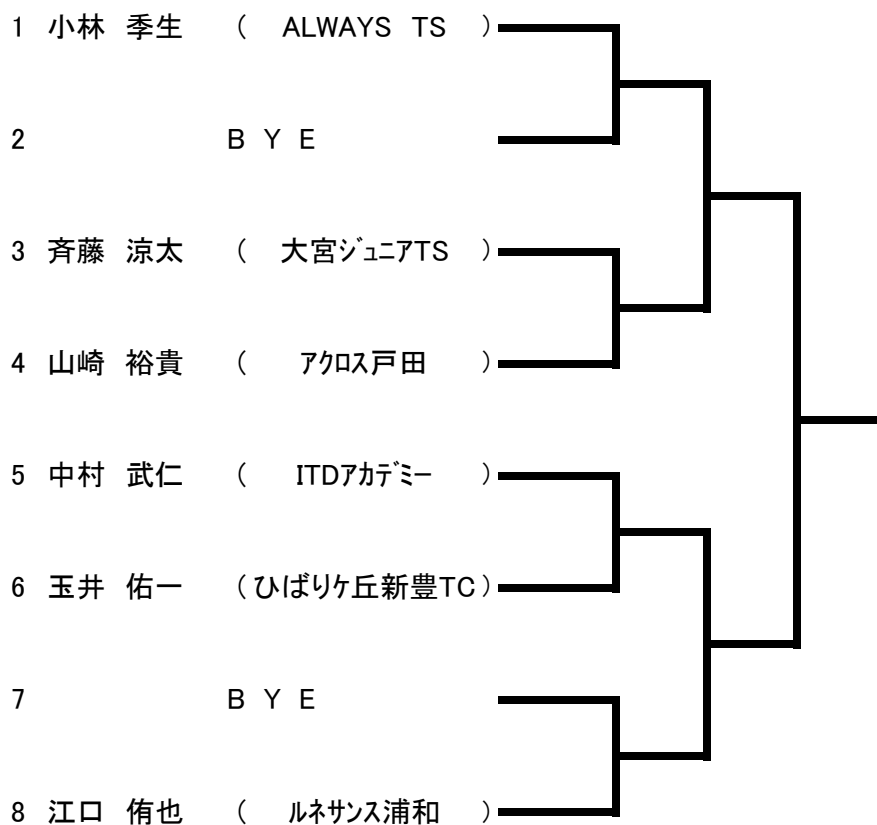 1 小林 季生 ( ALWAYS TS )
2 B Y E
3 斉藤 涼太 ( 大宮ｼﾞｭﾆｱTS )
4 山崎 裕貴 ( ｱｸﾛｽ戸田 )
5 中村 武仁 ( ITDｱｶﾃﾞﾐｰ )
6 玉井 佑一 ( ひばりケ丘新豊TC )
7 B Y E
8 江口 侑也 ( ﾙﾈｻﾝｽ浦和 )